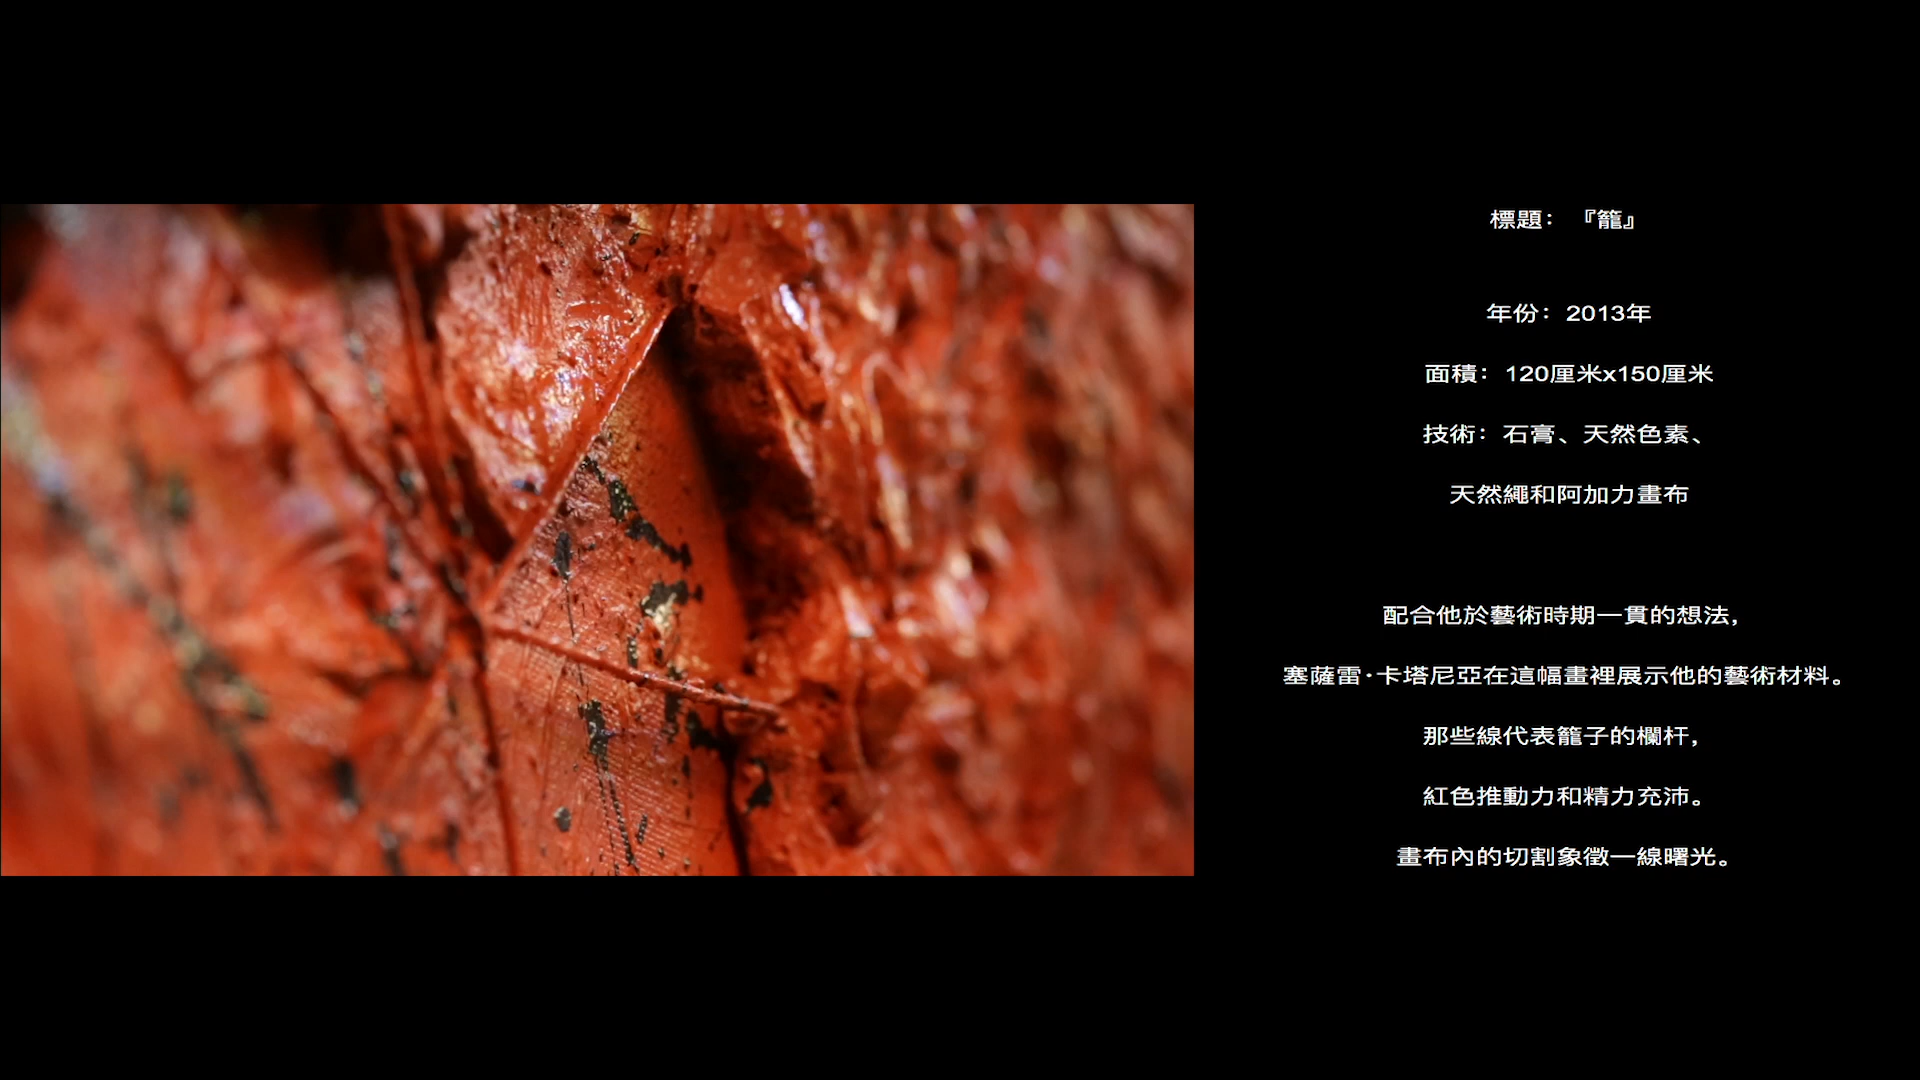 標題：『籠』
年份：2013年
面積：120厘米x150厘米
技術：石膏、天然色素、
天然繩和阿加力畫布
配合他於藝術時期一貫的想法，
塞薩雷·卡塔尼亞在這幅畫裡展示他的藝術材料。
那些線代表籠子的欄杆，
紅色推動力和精力充沛。
畫布內的切割象徵一線曙光。